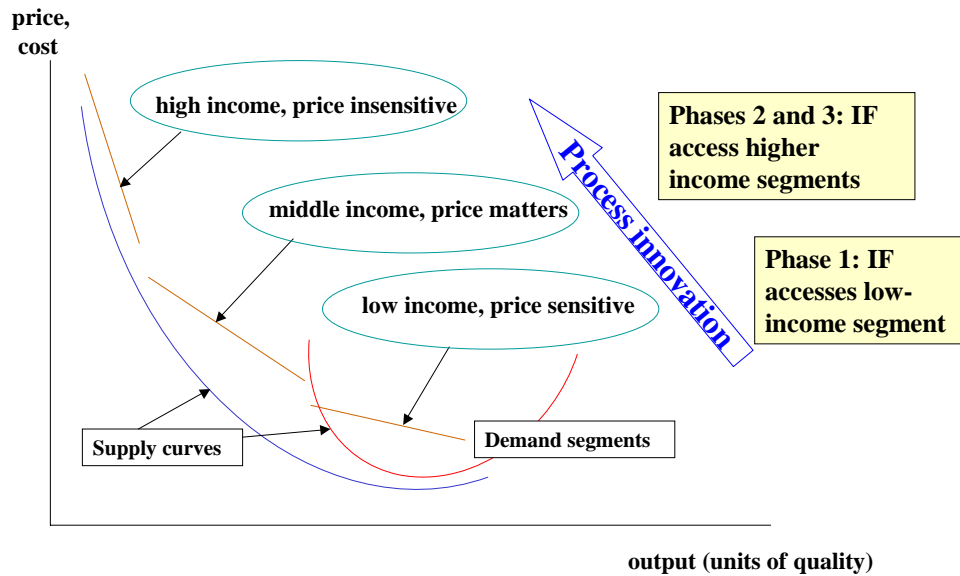 price,
cost
high income, price insensitive
Phases 2 and 3: IF
access higher
income segments
Process innovation
middle income, price matters
Phase 1: IF
accesses low-
income segment
low income, price sensitive
Supply curves
Demand segments
output (units of quality)